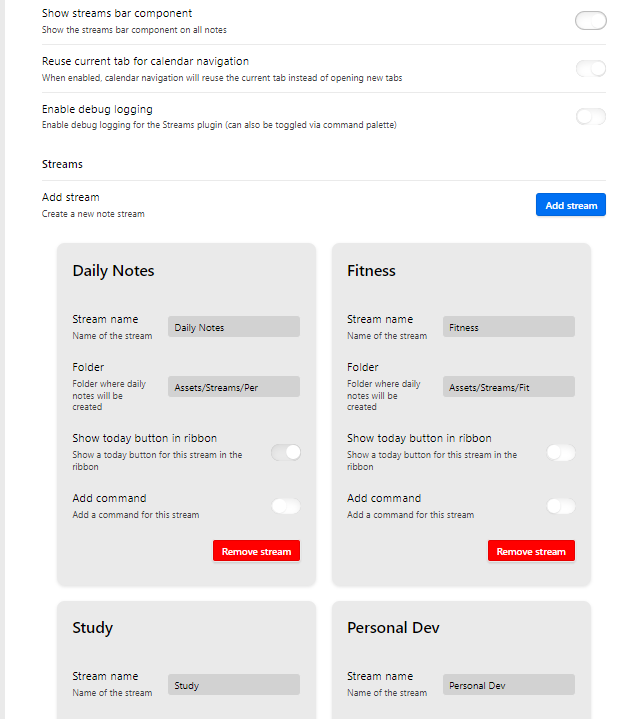 Show streams bar component
Show the streams bar component on all notes
Reuse current tab for calendar navigation
When enabled, calendar navigation will reuse the current tab instead of opening new tabs
Enable debug logging
Enable debug logging for the Streams plugin (can also be toggled via command palette)
Streams
Add stream
Create a new note stream
Add stream
Daily Notes
Stream name
Name of the stream
Daily Notes
Folder
Folder where daily
notes will be
created
Assets/Streams/Per
Show today button in ribbon
Show a today button for this stream in the
ribbon
Add command
Add a command for this stream
Remove stream
Fitness
Stream name
Name of the stream
Fitness
Folder
Folder where daily
notes will be
created
Assets/Streams/Fit
Show today button in ribbon
Show a today button for this stream in the
ribbon
Add command
Add a command for this stream
Remove stream
Study
Stream name
Name of the stream
Study
Personal Dev
Stream name
Name of the stream
Personal Dev